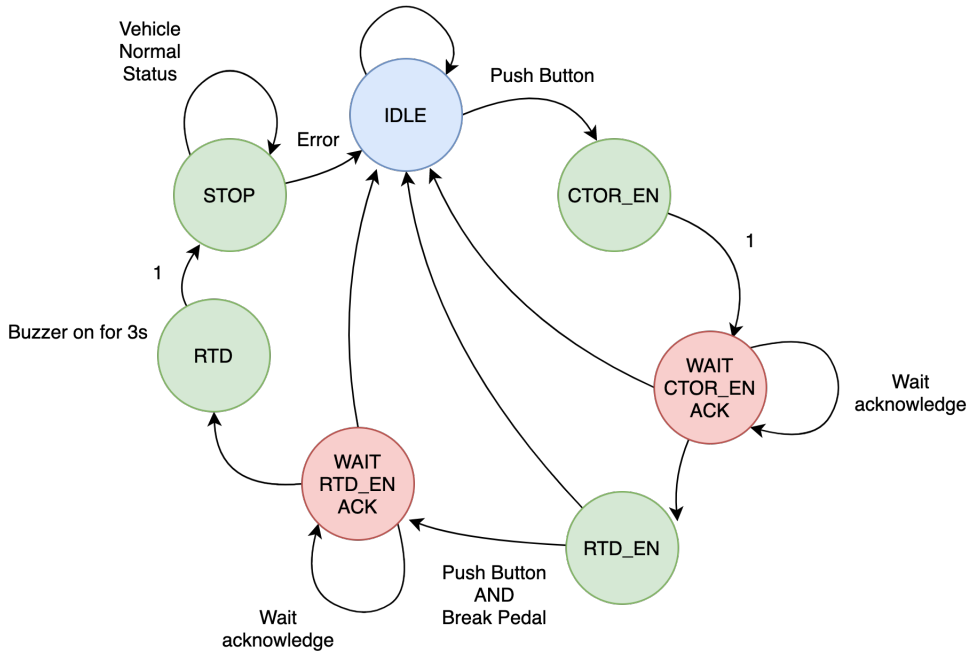 Vehicle
Normal
Status
IDLE
Push Button
Error
STOP
CTOR_EN
1
1
Buzzer on for 3s
RTD
WAIT
CTOR_EN
ACK
Wait
acknowledge
WAIT
RTD_EN
ACK
RTD_EN
Push Button
AND
Break Pedal
Wait
acknowledge